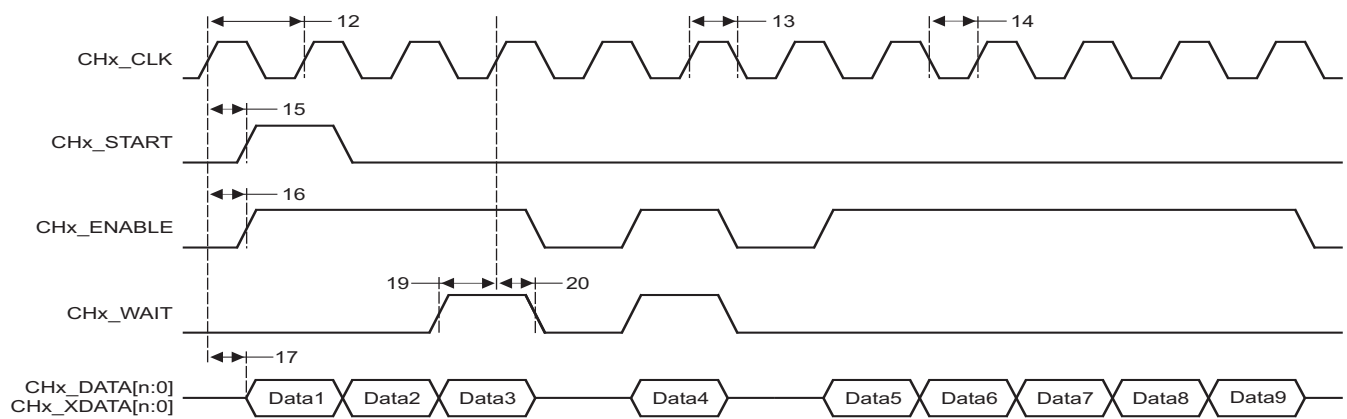 12
13
14
CHx_CLK
15
CHx_START
16
CHx_ENABLE
19
20
CHx_WAIT
17
CHx_DATA[n:0]
CHx_XDATA[n:0]
Data1 Data2 Data3 Data4 Data5 Data6 Data7 Data8 Data9